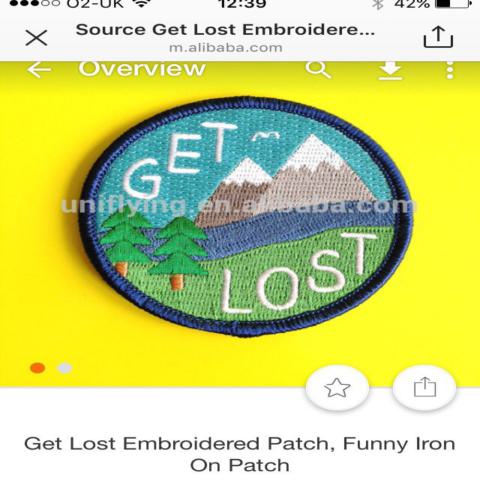 O2-UK 12:39 42%
Source Get Lost Embroidere...
m.alibaba.com
Overview
GET
uniflying.en.alibaba.com
LOST
Get Lost Embroidered Patch, Funny Iron
On Patch